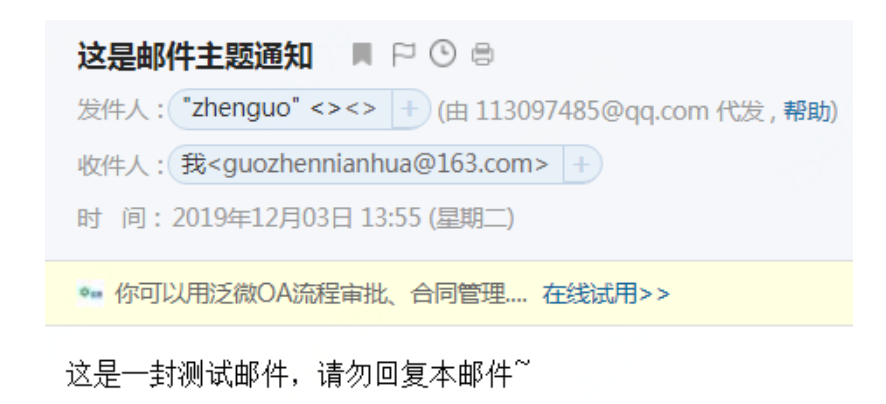 这是邮件主题通知
发件人："zhenguo" <><> + (由 113097485@qq.com 代发，帮助)
收件人：我<guozhennianhua@163.com> +
时 间：2019年12月03日 13:55 (星期二)
你可以用泛微OA流程审批、合同管理.... 在线试用>>
这是一封测试邮件，请勿回复本邮件~